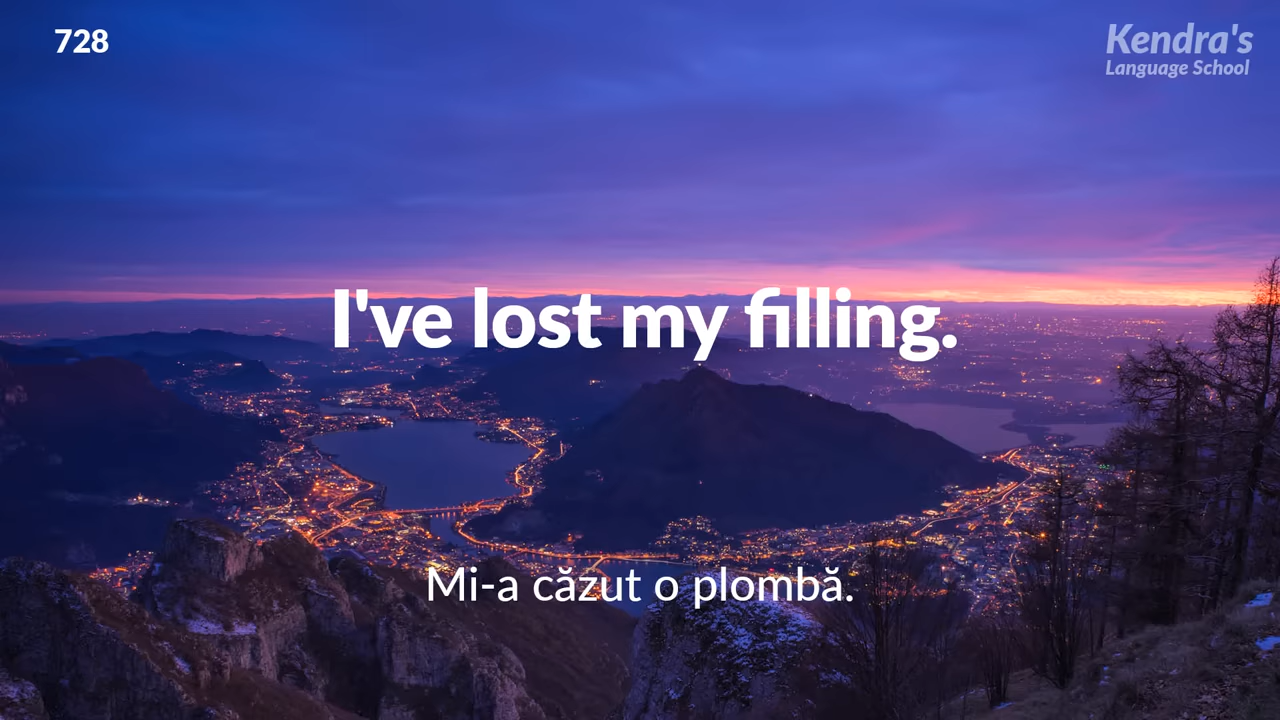 728
Kendra's
Language School
I've lost my filling.
Mi-a căzut o plombă.